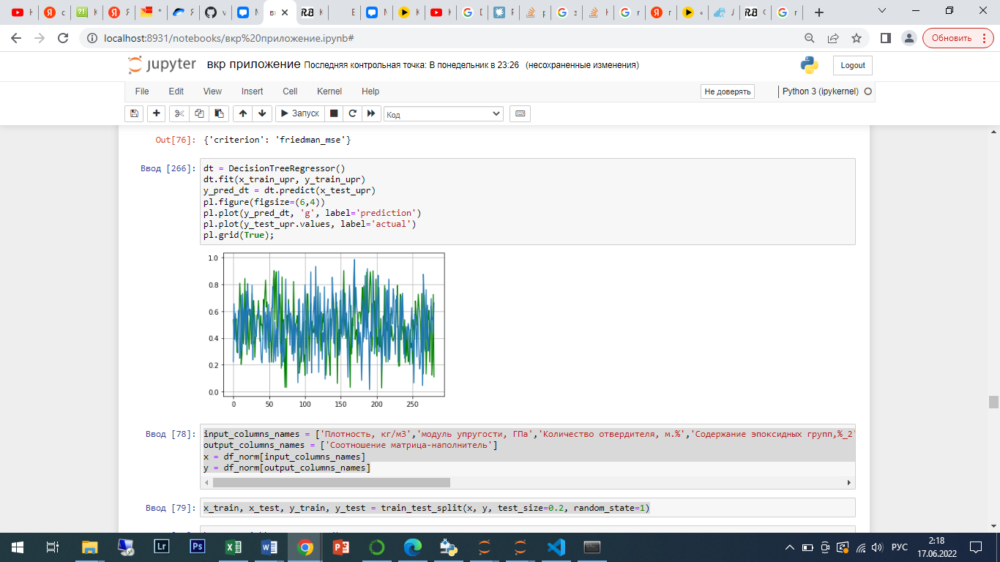 localhost:8931/notebooks/вкр%20приложение.ipynb#
Обновить
jupyter вкр приложение Последняя контрольная точка: В понедельник в 23:26 (несохраненные изменения)
Logout
File Edit View Insert Cell Kernel Help
Не доверять
Python 3 (ipykernel)
Запуск
Код
Out[76]: {'criterion': 'friedman_mse'}
Ввод [266]: dt = DecisionTreeRegressor()
dt.fit(x_train_upr, y_train_upr)
y_pred_dt = dt.predict(x_test_upr)
pl.figure(figsize=(6,4))
pl.plot(y_pred_dt, 'g', label='prediction')
pl.plot(y_test_upr.values, label='actual')
pl.grid(True);
1.0
0.8
0.6
0.4
0.2
0.0
0 50 100 150 200 250
Ввод [78]: input_columns_names = ['Плотность, кг/м3','модуль упругости, ГПа','Количество отвердителя, м.%','Содержание эпоксидных групп,%_2'
output_columns_names = ['Соотношение матрица-наполнитель']
x = df_norm[input_columns_names]
y = df_norm[output_columns_names]
Ввод [79]: x_train, x_test, y_train, y_test = train_test_split(x, y, test_size=0.2, random_state=1)
Lr
Ps
РУС
2:18
17.06.2022